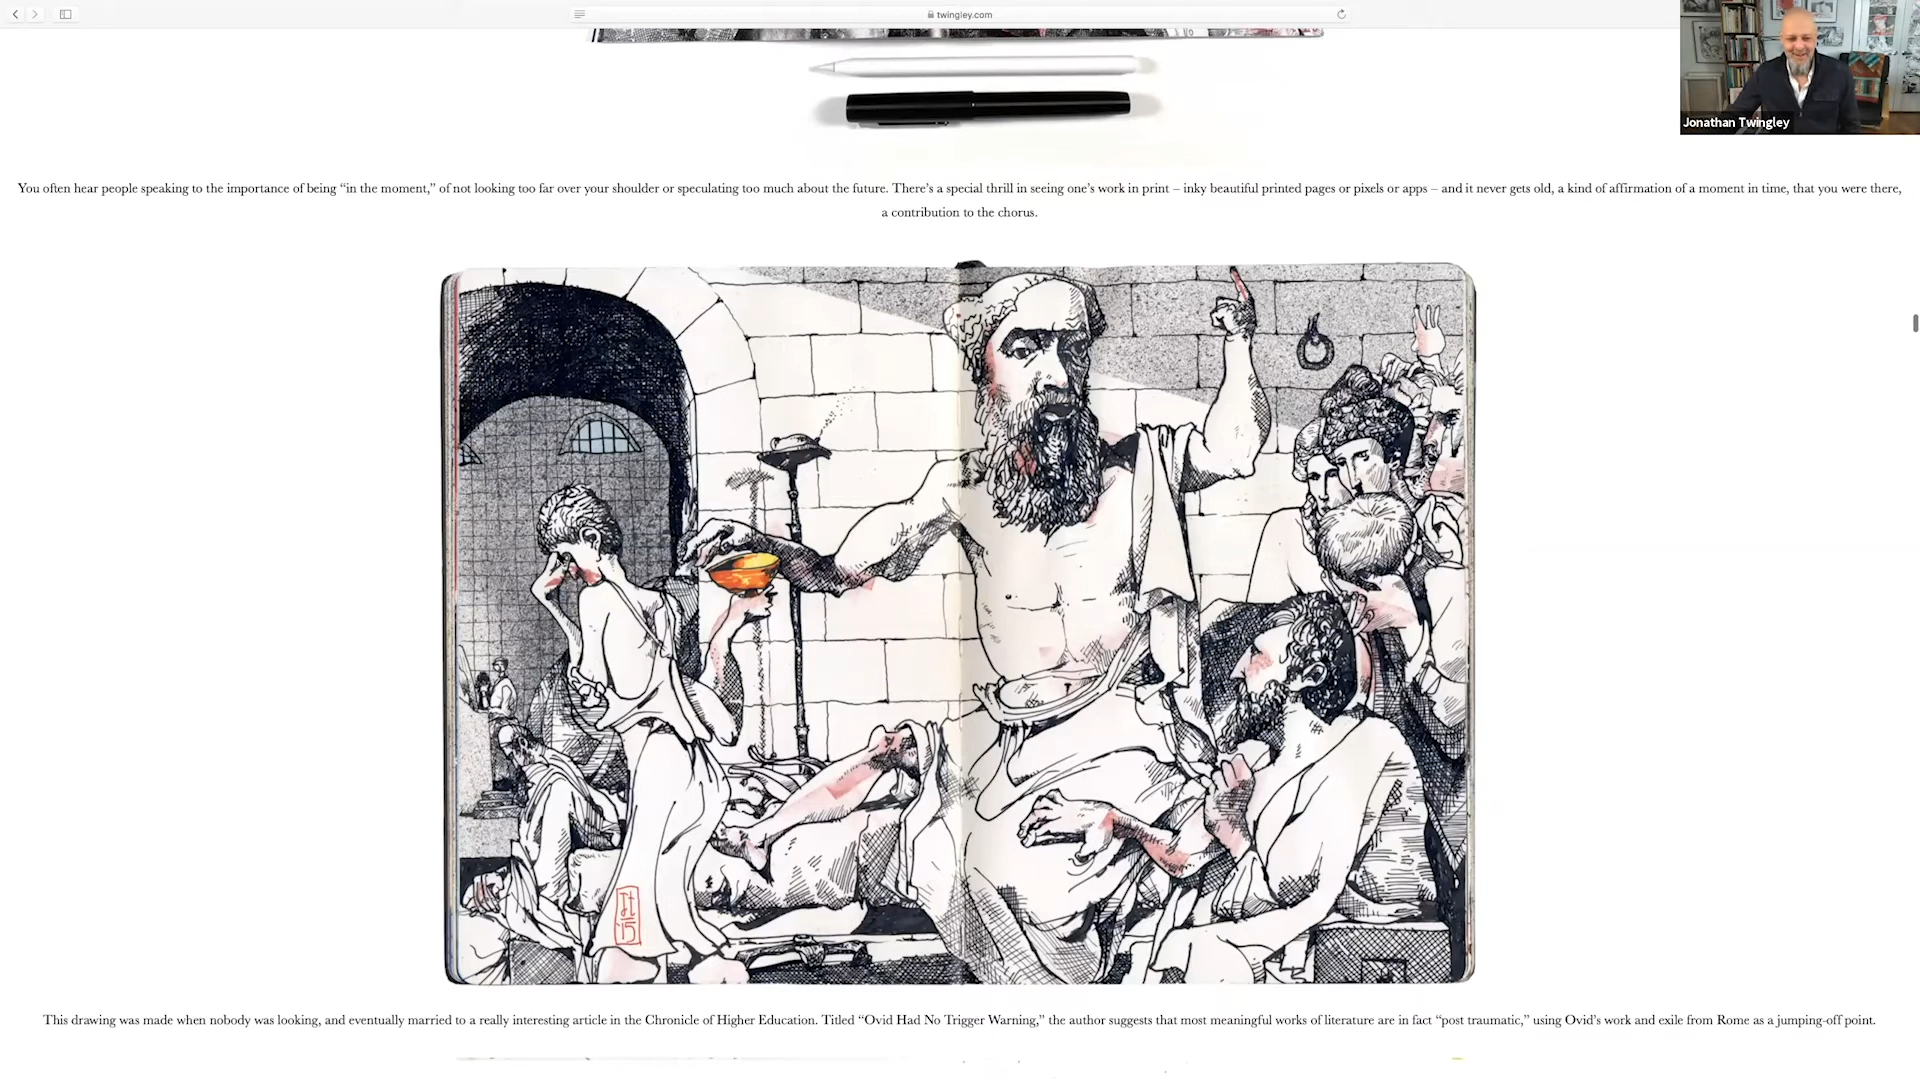 twingley.com
Jonathan Twingley
You often hear people speaking to the importance of being “in the moment,” of not looking too far over your shoulder or speculating too much about the future. There’s a special thrill in seeing one’s work in print – inky beautiful printed pages or pixels or apps – and it never gets old, a kind of affirmation of a moment in time, that you were there,
a contribution to the chorus.
jt
'15
This drawing was made when nobody was looking, and eventually married to a really interesting article in the Chronicle of Higher Education. Titled “Ovid Had No Trigger Warning,” the author suggests that most meaningful works of literature are in fact “post traumatic,” using Ovid’s work and exile from Rome as a jumping-off point.